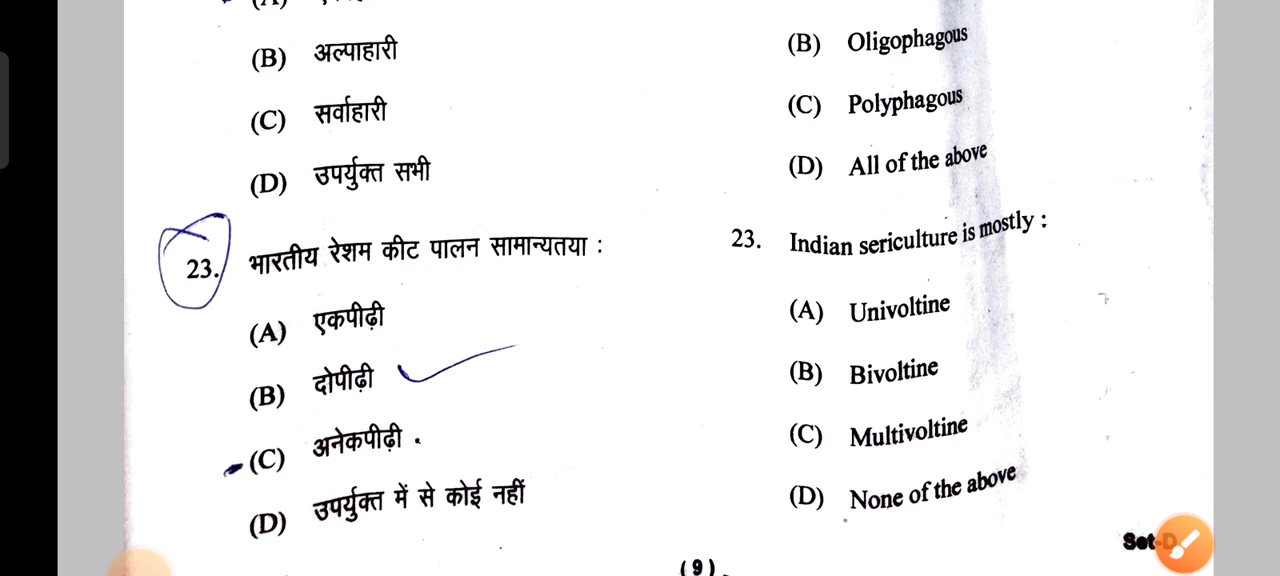 (B) अल्पाहारी
(C) सर्वाहारी
(D) उपर्युक्त सभी
23. भारतीय रेशम कीट पालन सामान्यतया :
(A) एकपीढ़ी
(B) दोपीढ़ी
(C) अनेकपीढ़ी .
(D) उपर्युक्त में से कोई नहीं
(B) Oligophagous
(C) Polyphagous
(D) All of the above
23. Indian sericulture is mostly :
(A) Univoltine
(B) Bivoltine
(C) Multivoltine
(D) None of the above
Set-D
(9)